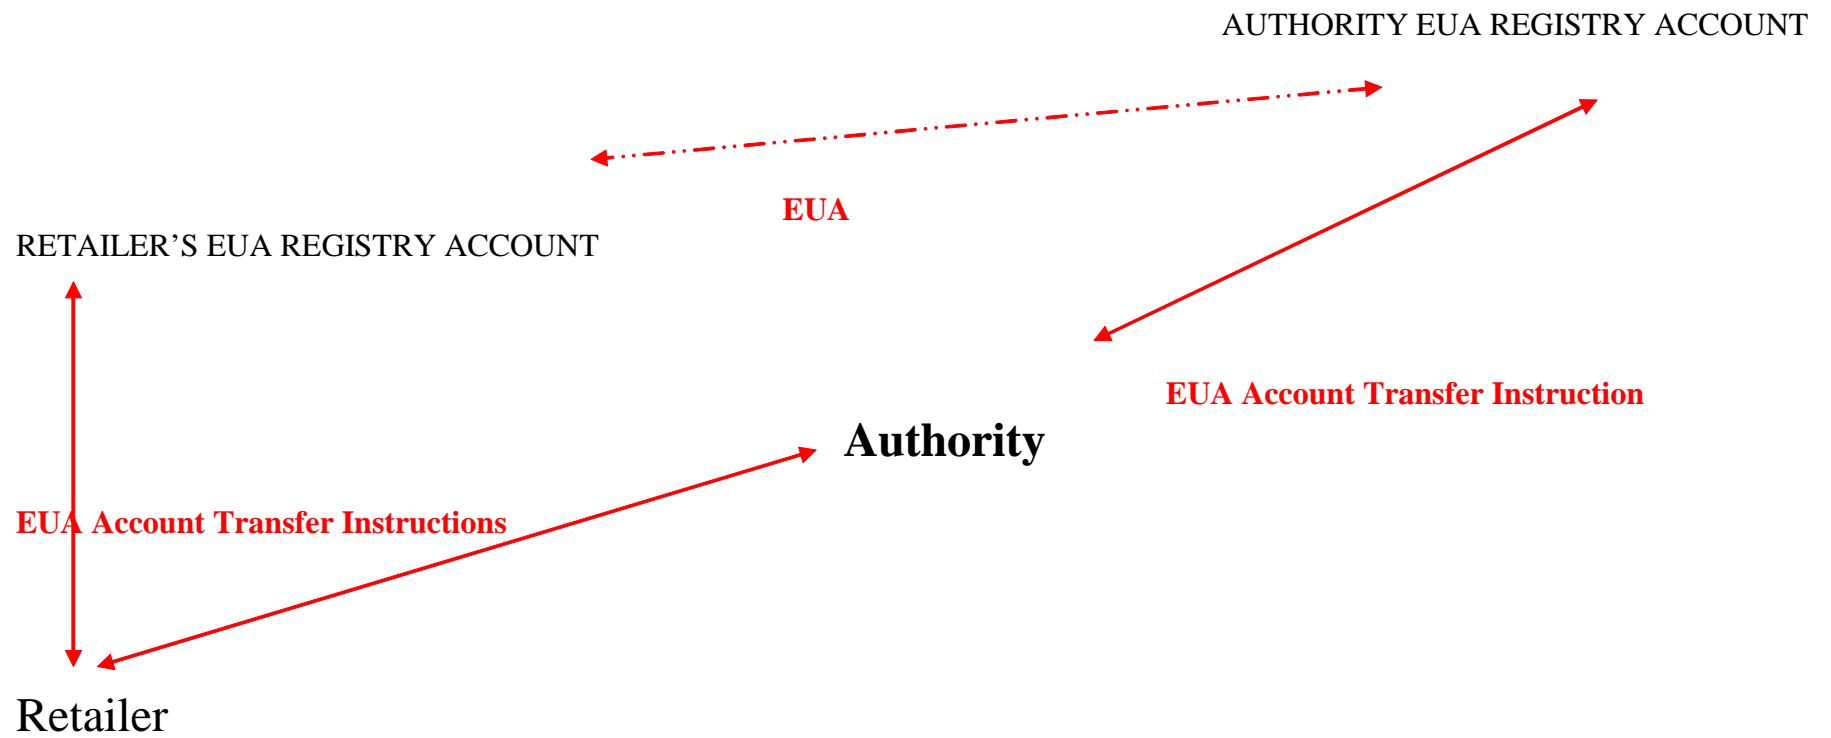 AUTHORITY EUA REGISTRY ACCOUNT
EUA
RETAILER’S EUA REGISTRY ACCOUNT
EUA Account Transfer Instruction
Authority
EUA Account Transfer Instructions
Retailer